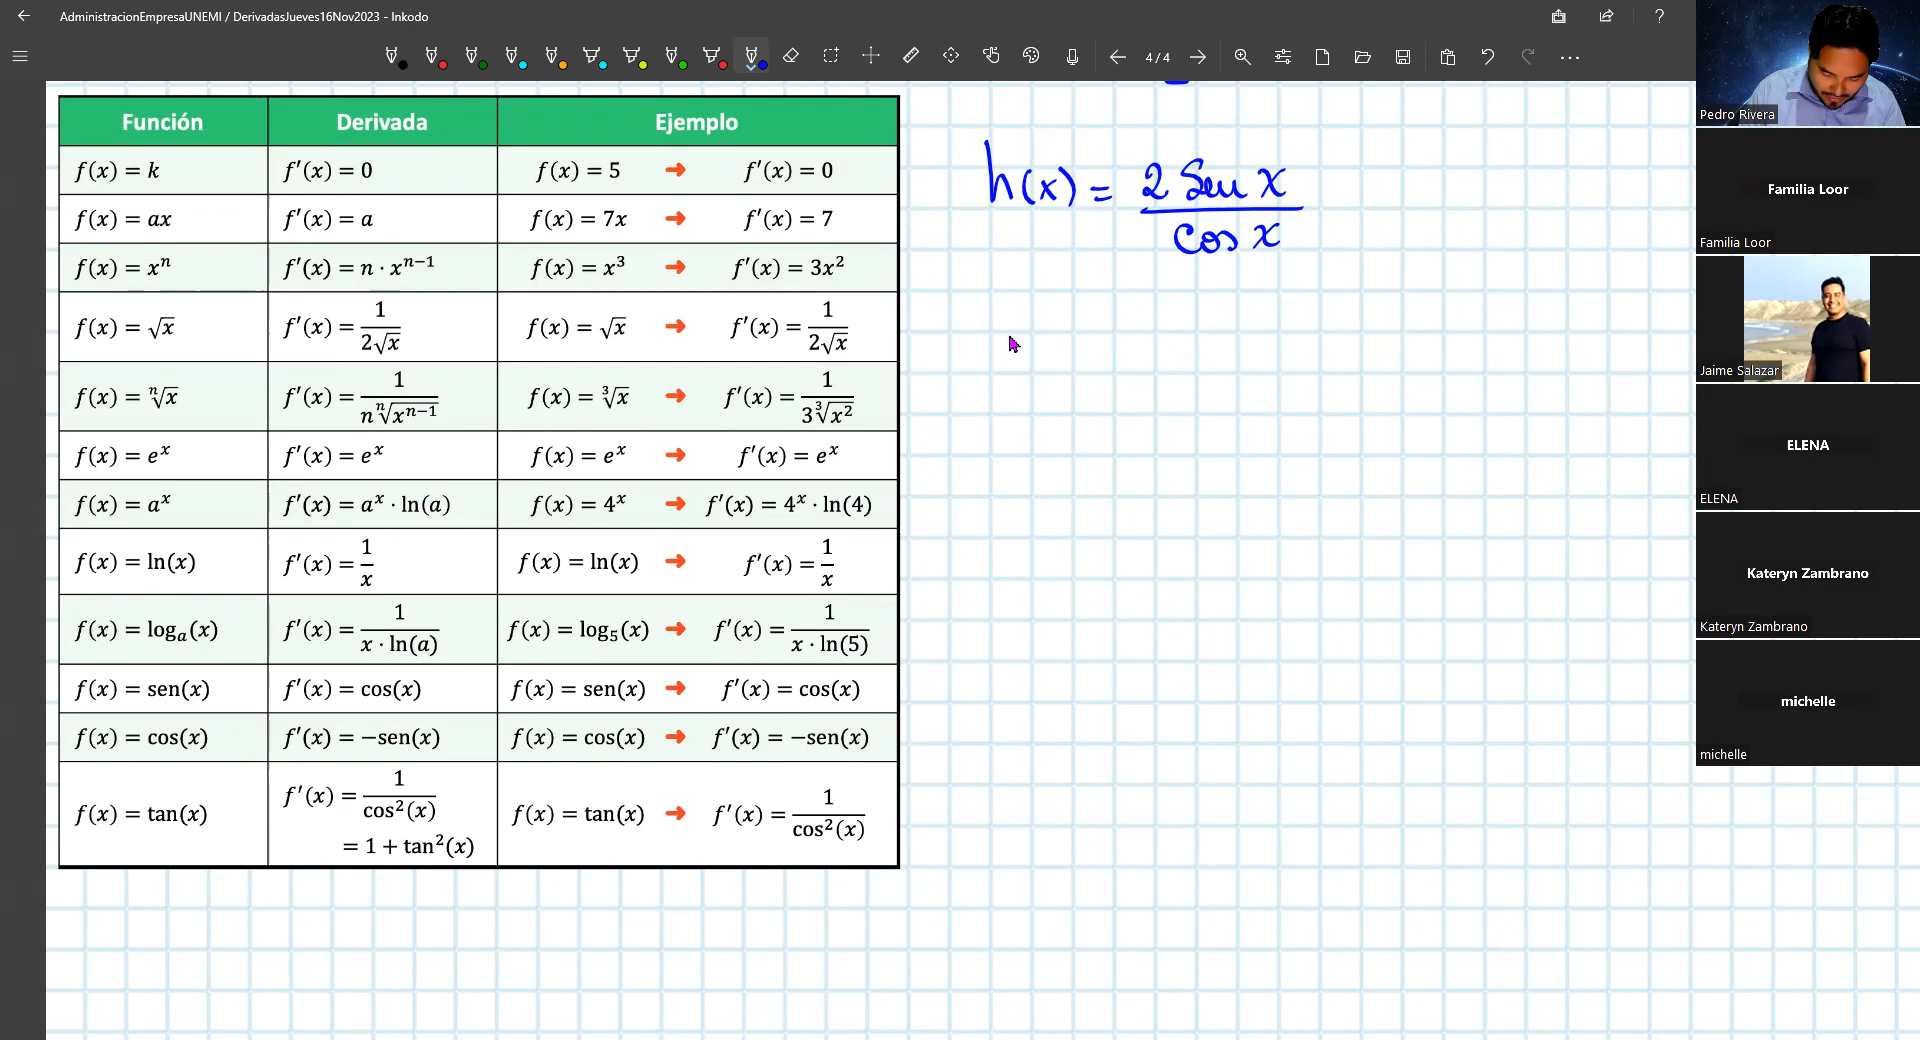 AdministracionEmpresaUNEMI / DerivadasJueves16Nov2023 - Inkodo
4 / 4
?
Función Derivada Ejemplo
f(x) = k f′(x) = 0 f(x) = 5 ➜ f′(x) = 0
f(x) = ax f′(x) = a f(x) = 7x ➜ f′(x) = 7
f(x) = xⁿ f′(x) = n · xⁿ⁻¹ f(x) = x³ ➜ f′(x) = 3x²
f(x) = √x f′(x) = 1/(2√x) f(x) = √x ➜ f′(x) = 1/(2√x)
f(x) = ⁿ√x f′(x) = 1/(n ⁿ√(xⁿ⁻¹)) f(x) = ³√x ➜ f′(x) = 1/(3 ³√(x²))
f(x) = eˣ f′(x) = eˣ f(x) = eˣ ➜ f′(x) = eˣ
f(x) = aˣ f′(x) = aˣ · ln(a) f(x) = 4ˣ ➜ f′(x) = 4ˣ · ln(4)
f(x) = ln(x) f′(x) = 1/x f(x) = ln(x) ➜ f′(x) = 1/x
f(x) = logₐ(x) f′(x) = 1/(x · ln(a)) f(x) = log₅(x) ➜ f′(x) = 1/(x · ln(5))
f(x) = sen(x) f′(x) = cos(x) f(x) = sen(x) ➜ f′(x) = cos(x)
f(x) = cos(x) f′(x) = −sen(x) f(x) = cos(x) ➜ f′(x) = −sen(x)
f(x) = tan(x) f′(x) = 1/cos²(x) = 1 + tan²(x) f(x) = tan(x) ➜ f′(x) = 1/cos²(x)
h(x) = 2 Sen x / cos x
Pedro Rivera
Familia Loor
Familia Loor
Jaime Salazar
ELENA
ELENA
Kateryn Zambrano
Kateryn Zambrano
michelle
michelle